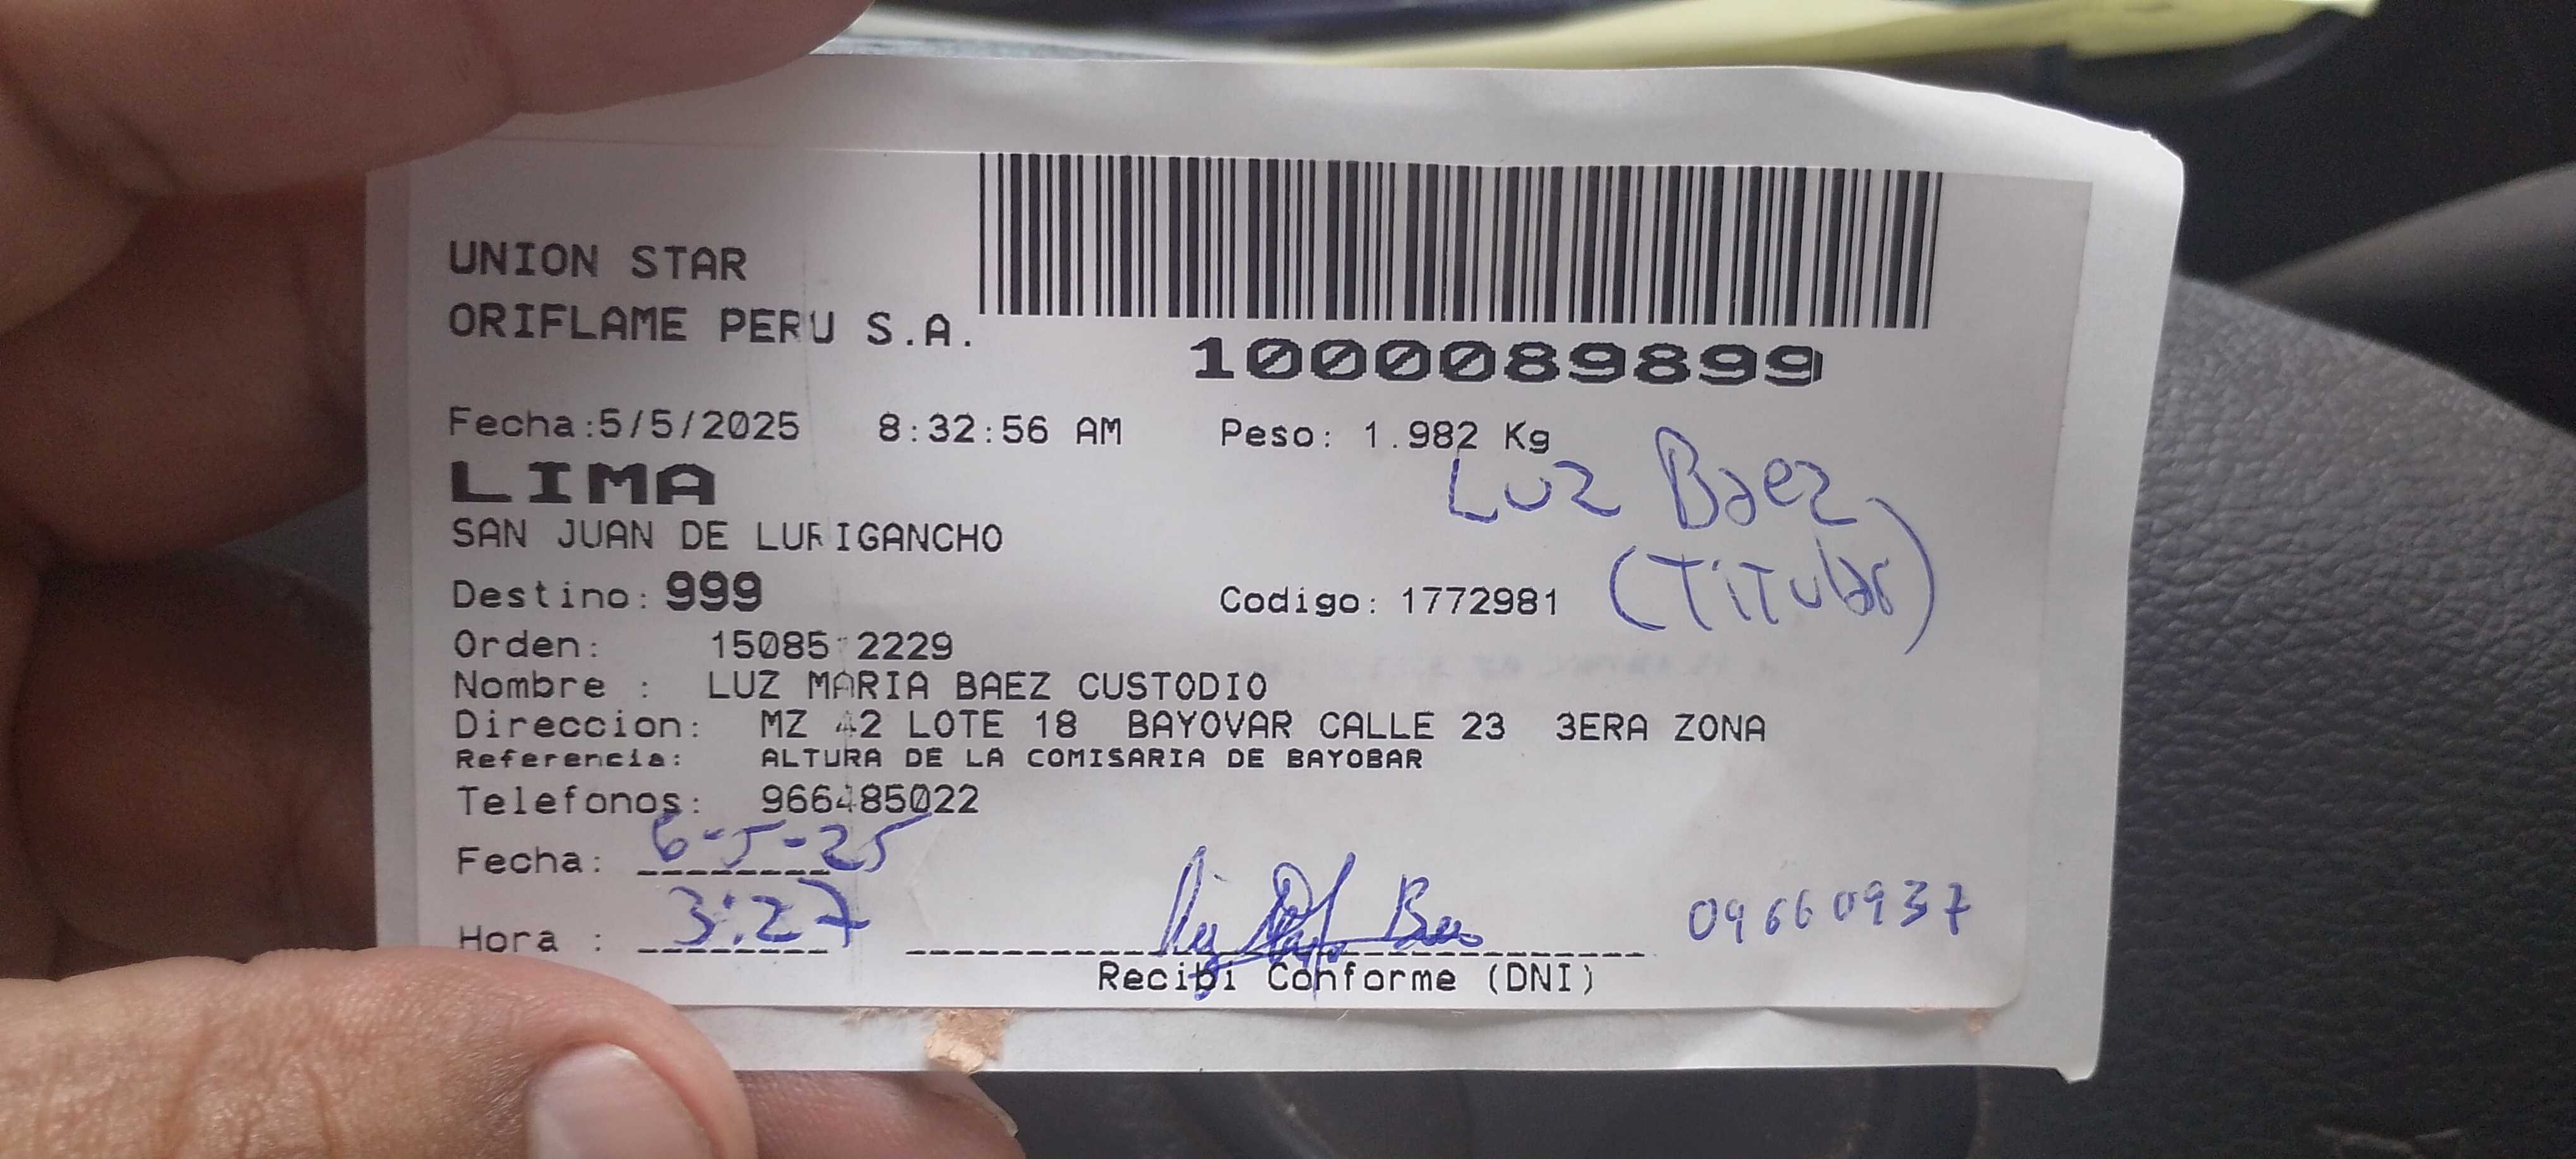 UNION STAR
ORIFLAME PERU S.A.
1000089899
Fecha:5/5/2025 8:32:56 AM Peso: 1.982 Kg
LIMA
Luz Baez
SAN JUAN DE LURIGANCHO
(Titular)
Destino: 999 Codigo: 1772981
Orden: 15085 2229
Nombre : LUZ MARIA BAEZ CUSTODIO
Direccion: MZ 42 LOTE 18 BAYOVAR CALLE 23 3ERA ZONA
Referencia: ALTURA DE LA COMISARIA DE BAYOBAR
Telefonos: 966485022
Fecha: 6-5-25
Hora : 3:27 09660937
Recibi Conforme (DNI)